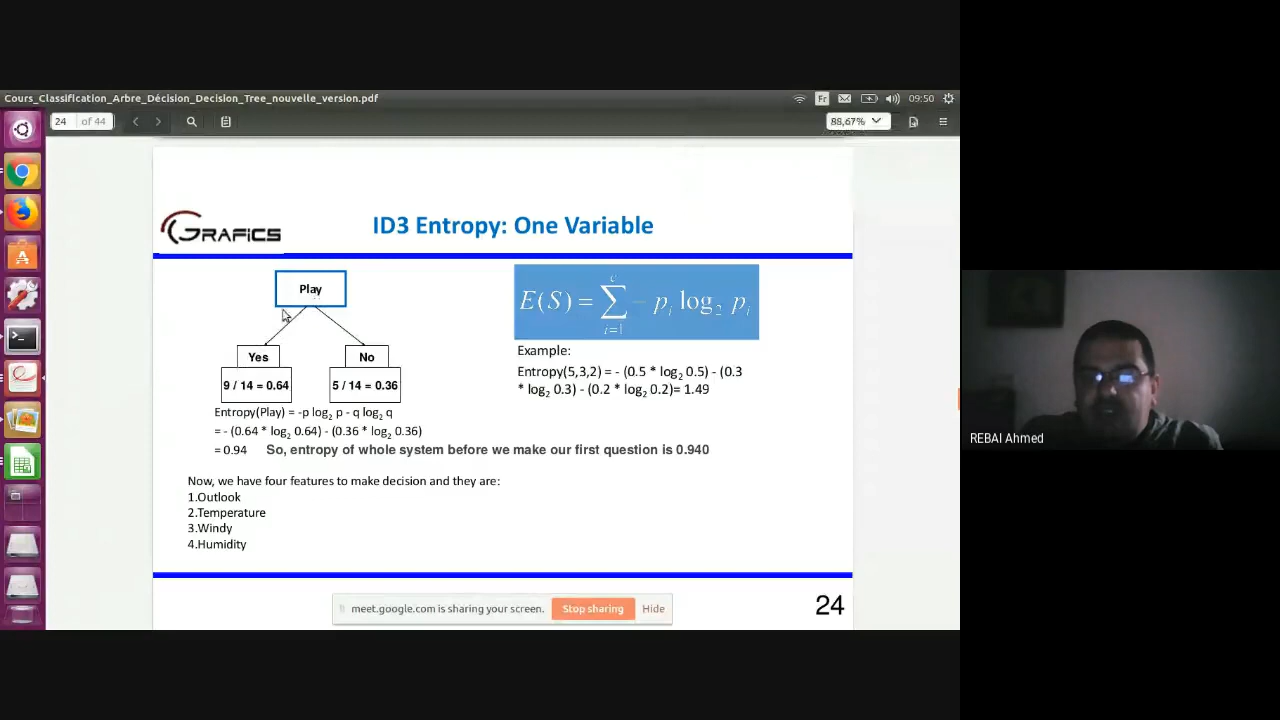 Cours_Classification_Arbre_Décision_Decision_Tree_nouvelle_version.pdf
Fr
09:50
24 of 44
88,67%
GRAFICS
ID3 Entropy: One Variable
Play
Yes
No
9 / 14 = 0.64
5 / 14 = 0.36
Entropy(Play) = -p log2 p - q log2 q
= - (0.64 * log2 0.64) - (0.36 * log2 0.36)
= 0.94 So, entropy of whole system before we make our first question is 0.940
E(S) = ∑ c i=1 − pi log2 pi
Example:
Entropy(5,3,2) = - (0.5 * log2 0.5) - (0.3
* log2 0.3) - (0.2 * log2 0.2)= 1.49
Now, we have four features to make decision and they are:
1.Outlook
2.Temperature
3.Windy
4.Humidity
meet.google.com is sharing your screen. Stop sharing Hide
24
REBAI Ahmed